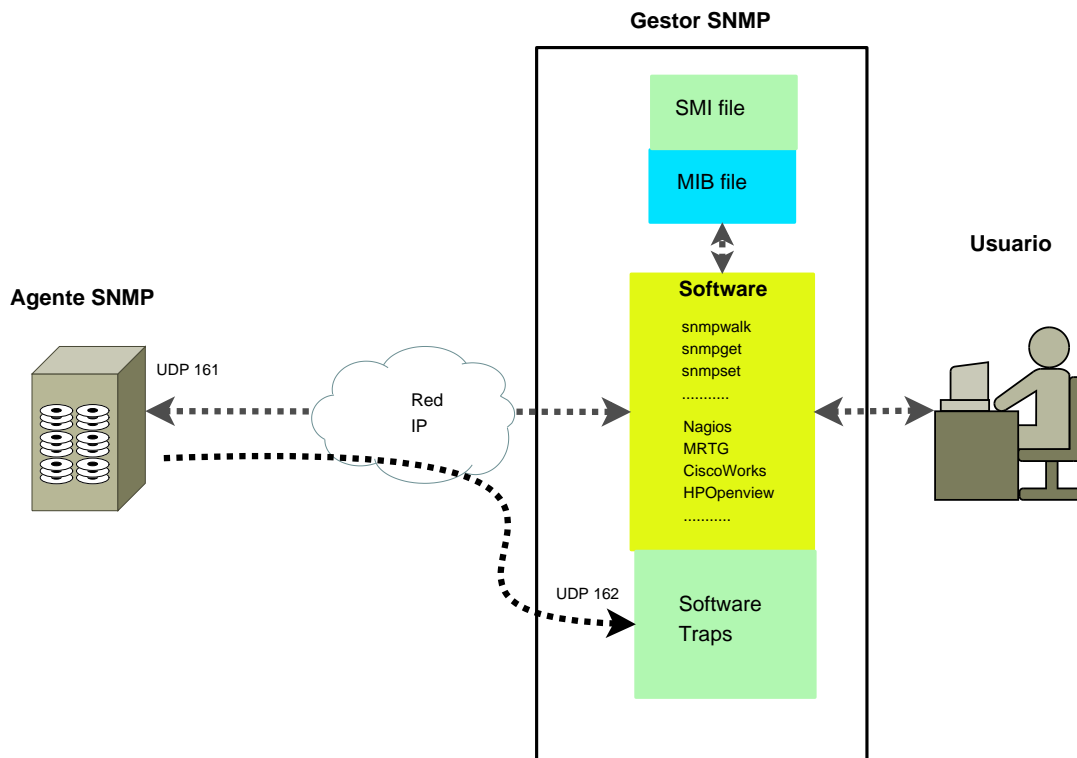 Gestor SNMP
SMI file
MIB file
Usuario
Agente SNMP
Software
snmpwalk
snmpget
snmpset
...........
Nagios
MRTG
CiscoWorks
HPOpenview
...........
UDP 161
Red
IP
UDP 162
Software
Traps